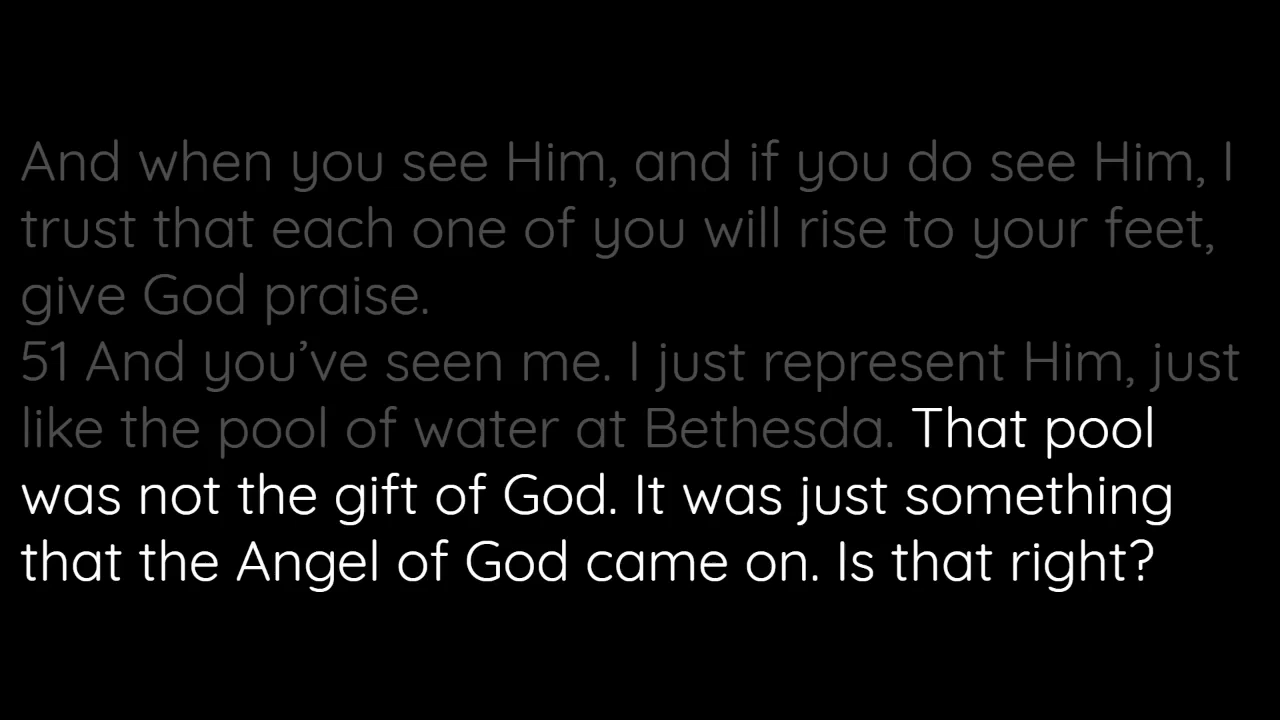 And when you see Him, and if you do see Him, I
trust that each one of you will rise to your feet,
give God praise.
51 And you’ve seen me. I just represent Him, just
like the pool of water at Bethesda. That pool
was not the gift of God. It was just something
that the Angel of God came on. Is that right?